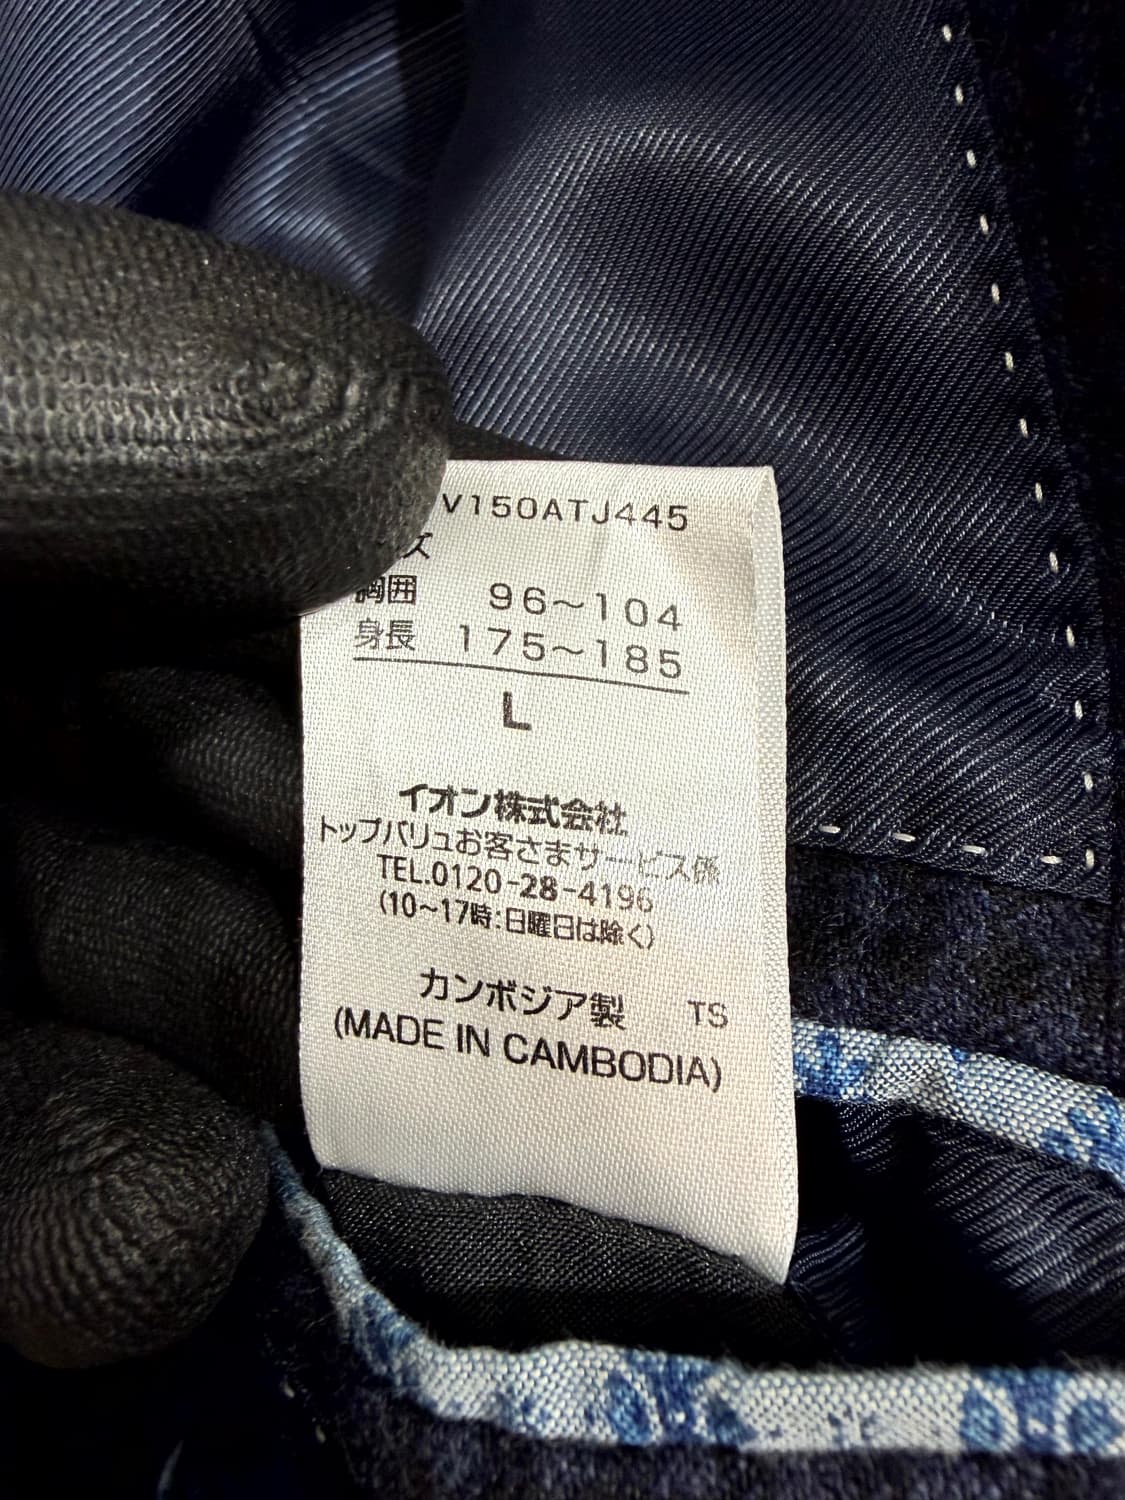 V150ATJ445
ズ
胸囲 96~104
身長 175~185
L
イオン株式会社
トップバリュお客さまサービス係
TEL.0120-28-4196
(10~17時:日曜日は除く)
カンボジア製 TS
(MADE IN CAMBODIA)